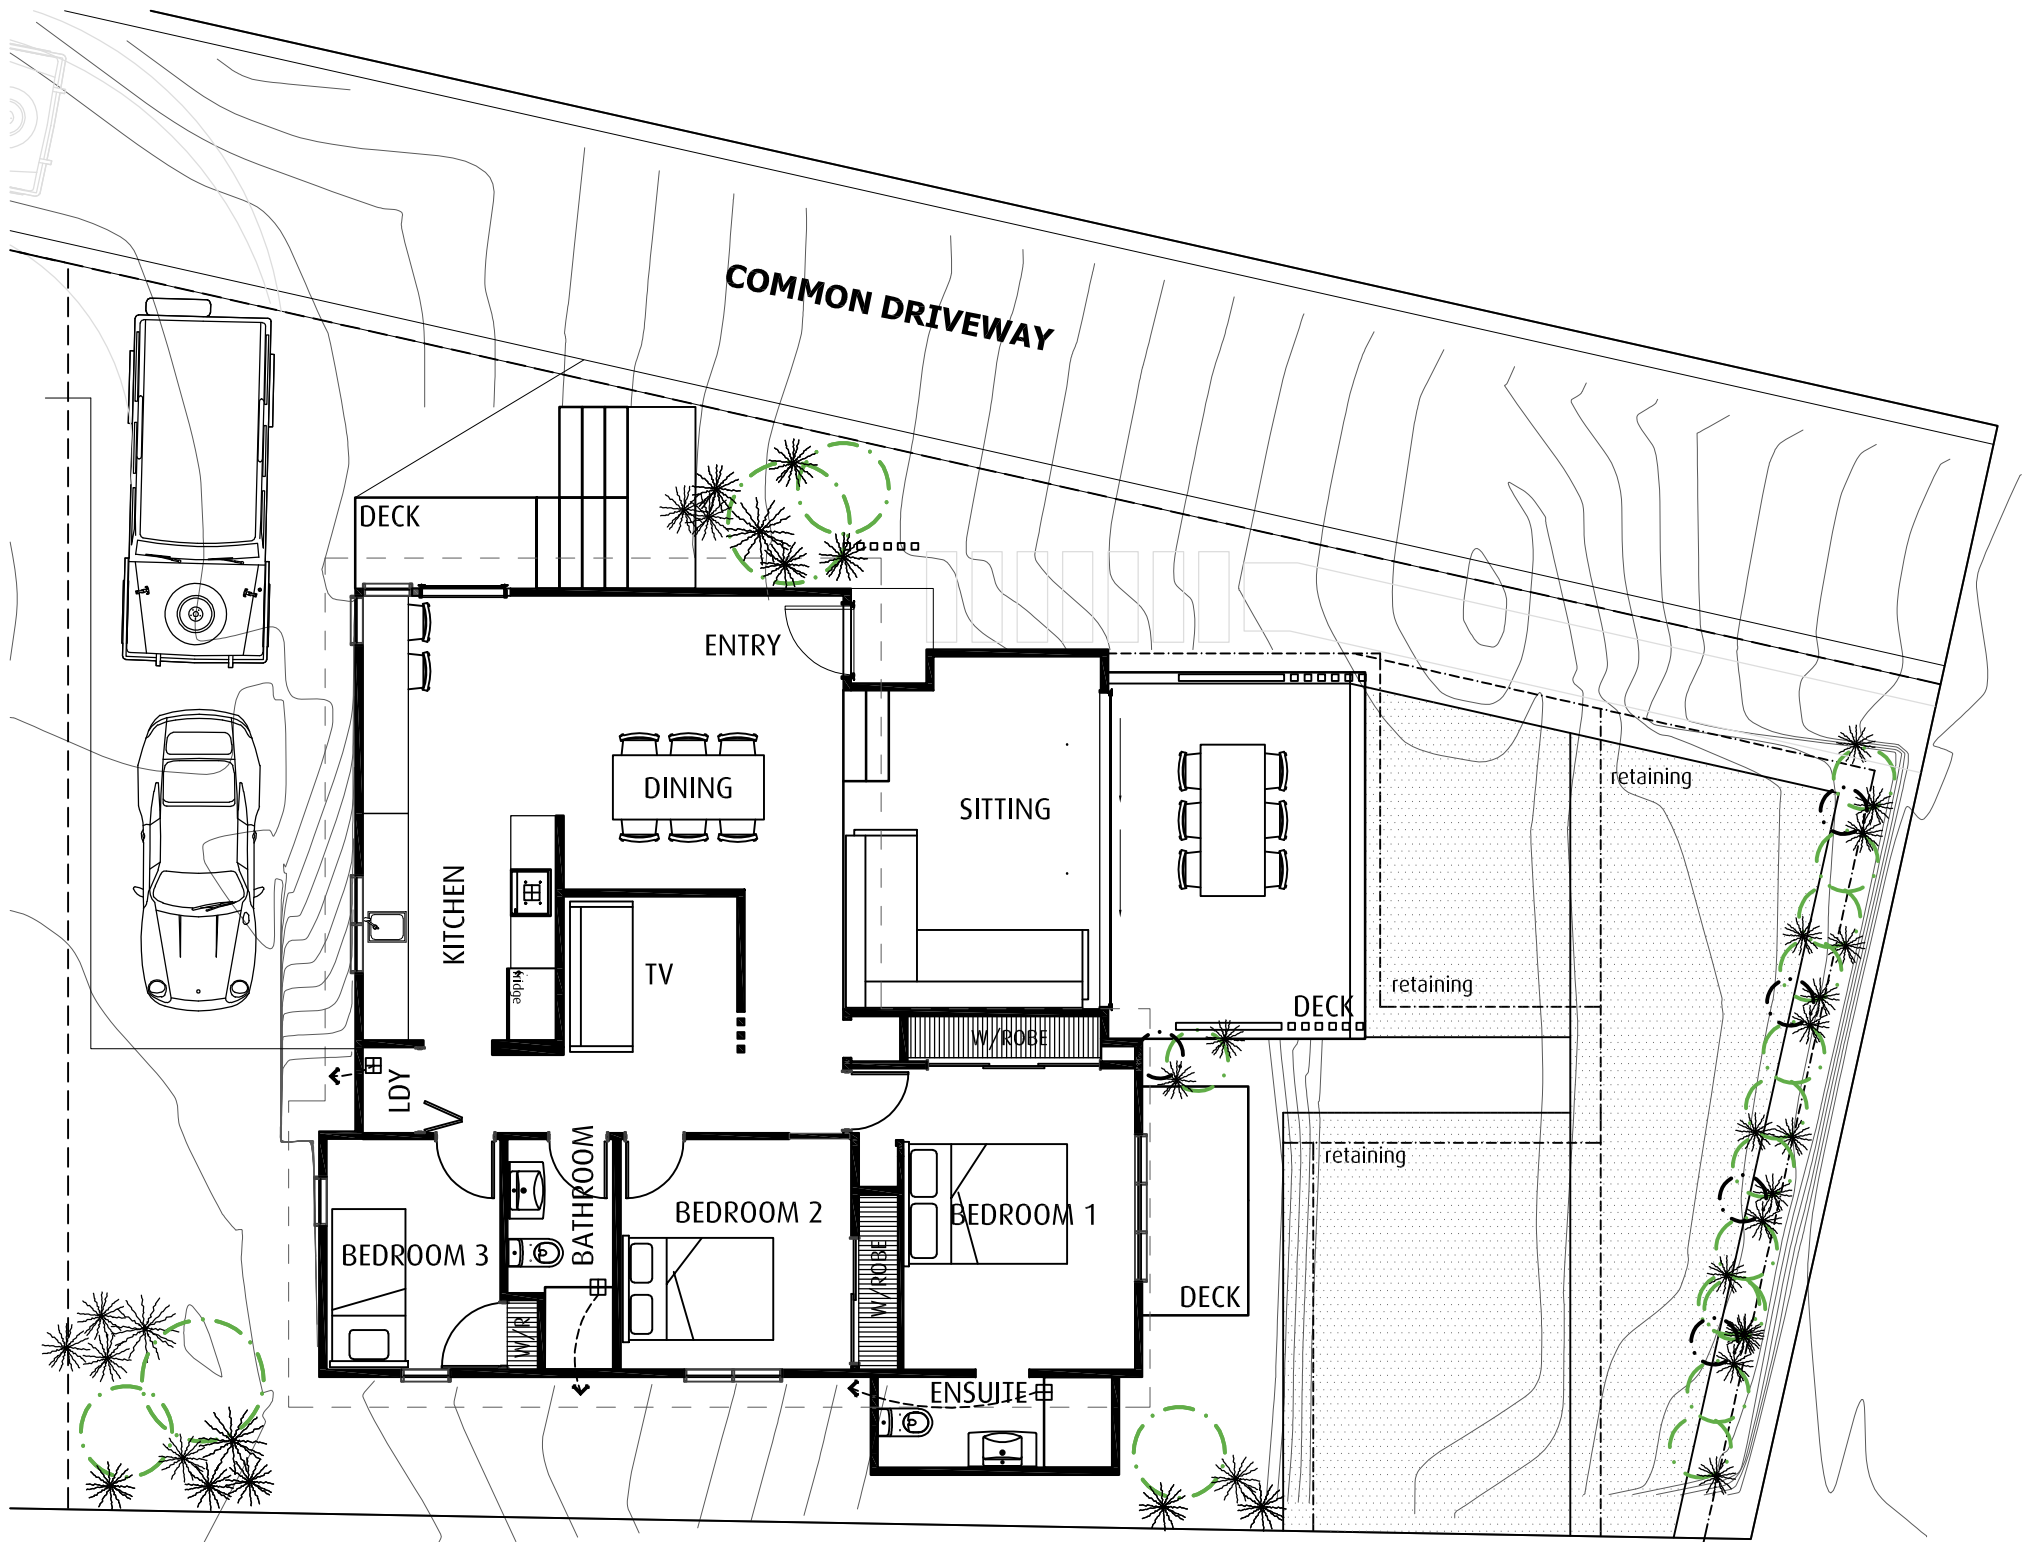 COMMON DRIVEWAY
DECK
ENTRY
retaining
DINING
SITTING
KITCHEN
TV
fridge
retaining
DECK
W/ROBE
LDY
BATHROOM
retaining
BEDROOM 2
BEDROOM 1
BEDROOM 3
W/ROBE
DECK
W/R
ENSUITE